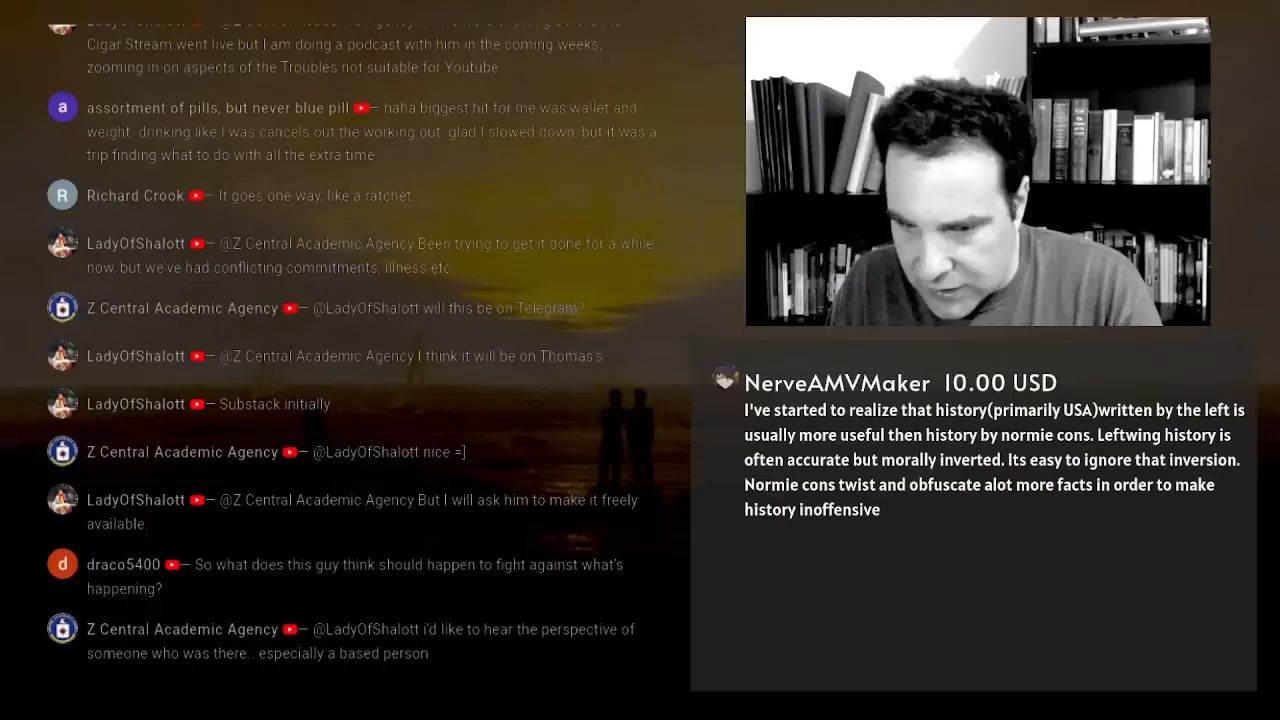 Cigar Stream went live but I am doing a podcast with him in the coming weeks,
zooming in on aspects of the Troubles not suitable for Youtube
a
assortment of pills, but never blue pill – naha biggest hit for me was wallet and
weight drinking like I was cancels out the working out glad I slowed down, but it was a
trip finding what to do with all the extra time
R
Richard Crook – It goes one way, like a ratchet.
LadyOfShalott – @Z Central Academic Agency Been trying to get it done for a while
now, but we've had conflicting commitments, illness etc
Z Central Academic Agency – @LadyOfShalott will this be on Telegram?
LadyOfShalott – @Z Central Academic Agency I think it will be on Thomas's
LadyOfShalott – Substack initially.
Z Central Academic Agency – @LadyOfShalott nice =]
LadyOfShalott – @Z Central Academic Agency But I will ask him to make it freely
available.
d
draco5400 – So what does this guy think should happen to fight against what's
happening?
Z Central Academic Agency – @LadyOfShalott i'd like to hear the perspective of
someone who was there.. especially a based person
NerveAMVMaker 10.00 USD
I've started to realize that history(primarily USA)written by the left is
usually more useful then history by normie cons. Leftwing history is
often accurate but morally inverted. Its easy to ignore that inversion.
Normie cons twist and obfuscate alot more facts in order to make
history inoffensive